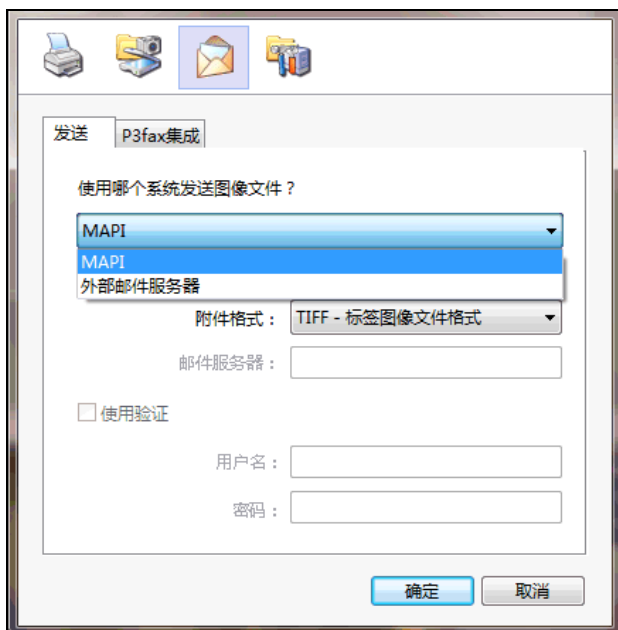 发送 P3fax集成
使用哪个系统发送图像文件？
MAPI
MAPI
外部邮件服务器
附件格式： TIFF - 标签图像文件格式
邮件服务器：
使用验证
用户名：
密码：
确定 取消